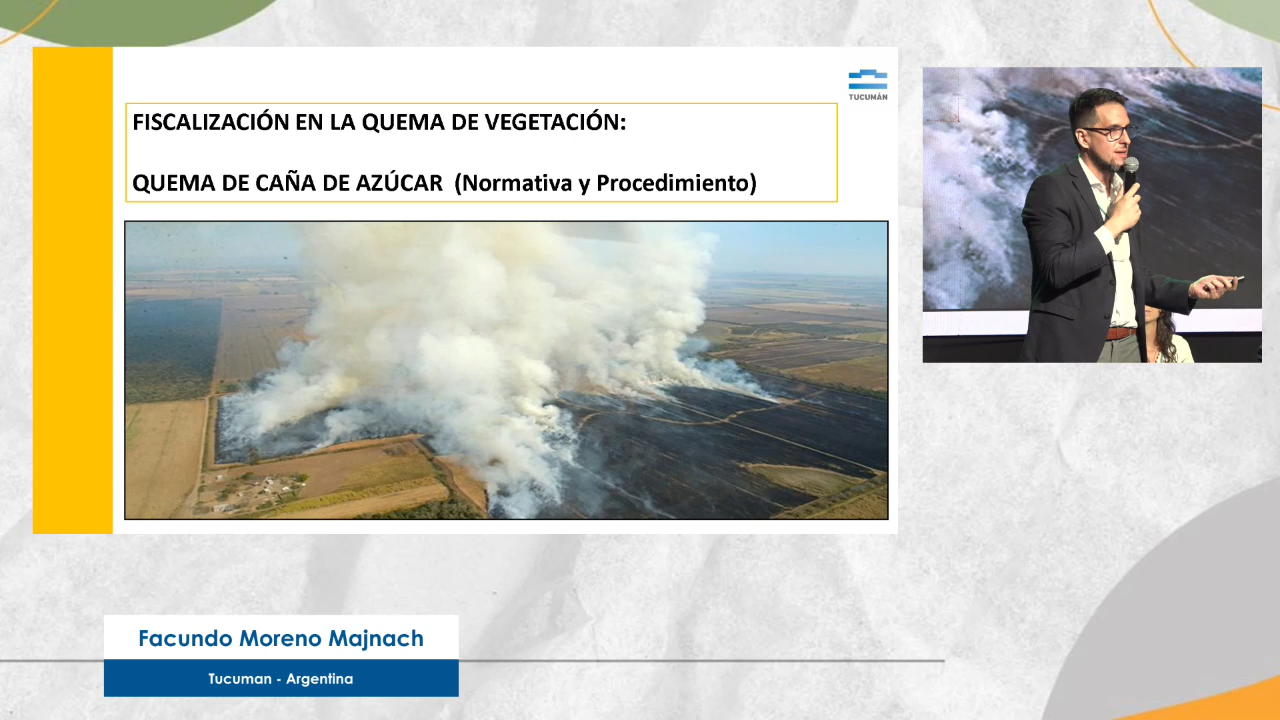 TUCUMÁN
FISCALIZACIÓN EN LA QUEMA DE VEGETACIÓN:
QUEMA DE CAÑA DE AZÚCAR (Normativa y Procedimiento)
Facundo Moreno Majnach
Tucuman - Argentina